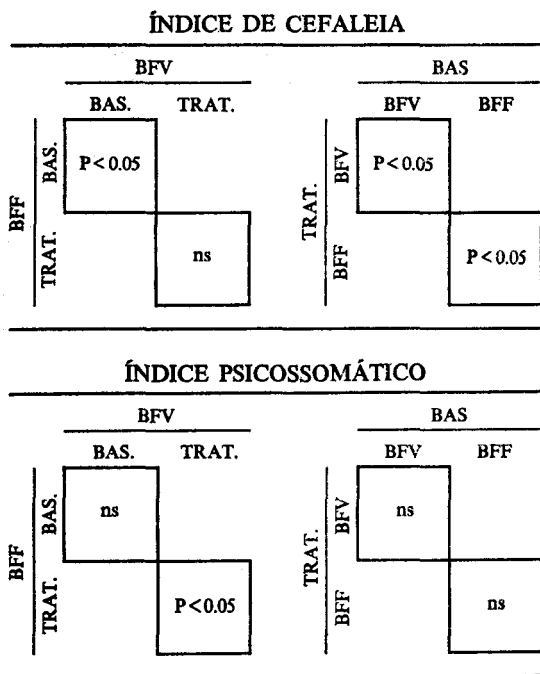 ÍNDICE DE CEFALEIA
BFV BAS
BAS. TRAT. BFV BFF
BFF BAS. P < 0.05 TRAT. BFV P < 0.05
TRAT. ns BFF P < 0.05
ÍNDICE PSICOSSOMÁTICO
BFV BAS
BAS. TRAT. BFV BFF
BFF BAS. ns TRAT. BFV ns
TRAT. P < 0.05 BFF ns